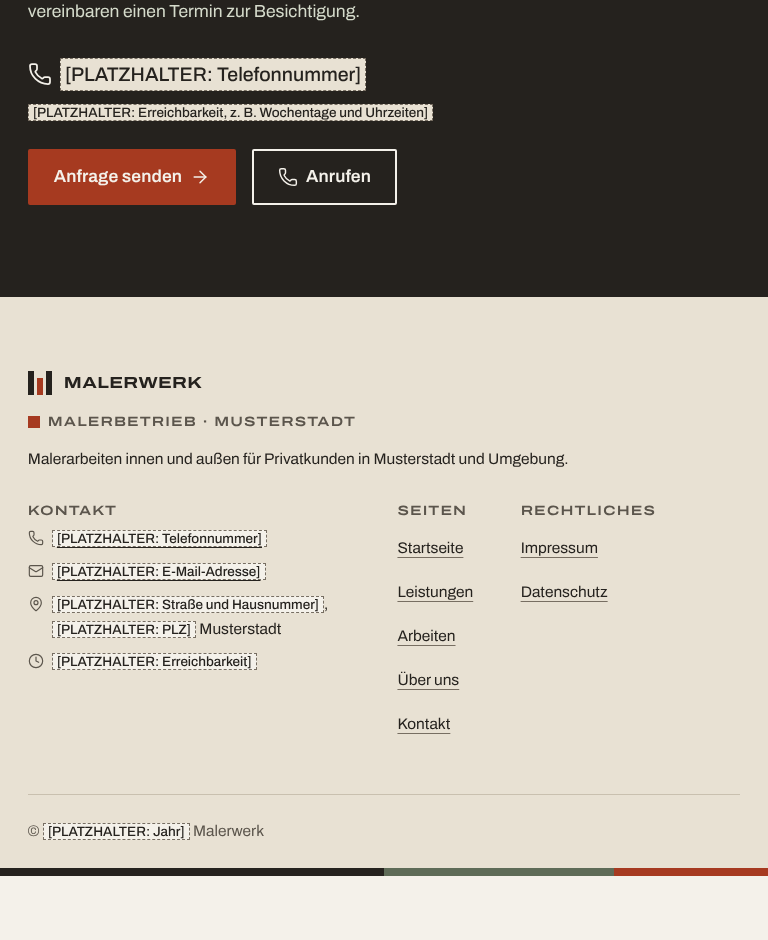 vereinbaren einen Termin zur Besichtigung.
[PLATZHALTER: Telefonnummer]
[PLATZHALTER: Erreichbarkeit, z. B. Wochentage und Uhrzeiten]
Anfrage senden → Anrufen
MALERWERK
MALERBETRIEB · MUSTERSTADT
Malerarbeiten innen und außen für Privatkunden in Musterstadt und Umgebung.
KONTAKT
[PLATZHALTER: Telefonnummer]
[PLATZHALTER: E-Mail-Adresse]
[PLATZHALTER: Straße und Hausnummer],
[PLATZHALTER: PLZ] Musterstadt
[PLATZHALTER: Erreichbarkeit]
SEITEN
Startseite
Leistungen
Arbeiten
Über uns
Kontakt
RECHTLICHES
Impressum
Datenschutz
© [PLATZHALTER: Jahr] Malerwerk